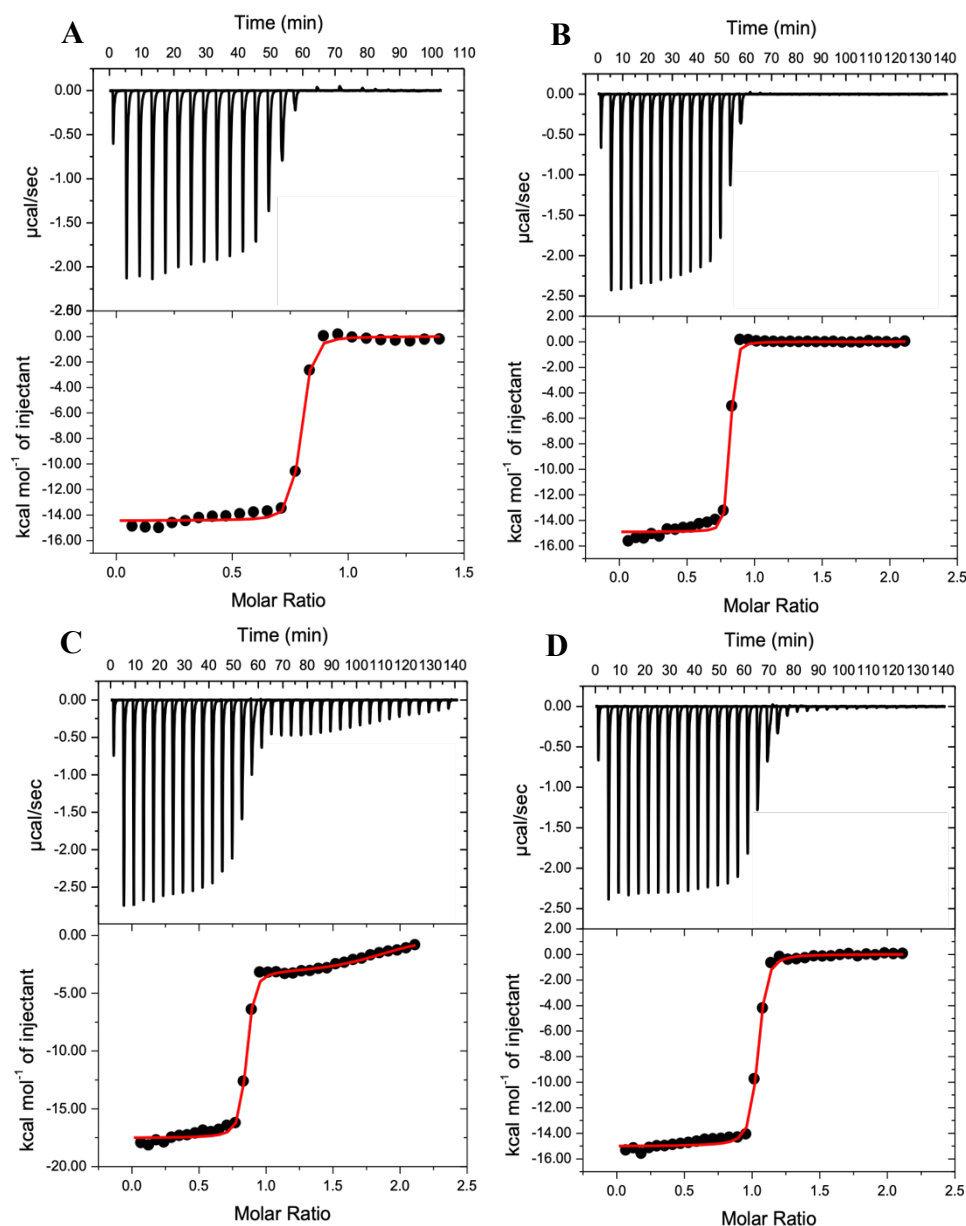 A
Time (min)
0 10 20 30 40 50 60 70 80 90 100 110
0.00
-0.50
-1.00
-1.50
-2.00
µcal/sec
0.00
-2.00
-4.00
-6.00
-8.00
-10.00
-12.00
-14.00
-16.00
kcal mol⁻¹ of injectant
0.0 0.5 1.0 1.5
Molar Ratio
B
Time (min)
0 10 20 30 40 50 60 70 80 90 100 110 120 130 140
0.00
-0.50
-1.00
-1.50
-2.00
-2.50
µcal/sec
2.00
0.00
-2.00
-4.00
-6.00
-8.00
-10.00
-12.00
-14.00
-16.00
kcal mol⁻¹ of injectant
0.0 0.5 1.0 1.5 2.0 2.5
Molar Ratio
C
Time (min)
0 10 20 30 40 50 60 70 80 90 100 110 120 130 140
0.00
-0.50
-1.00
-1.50
-2.00
-2.50
µcal/sec
0.00
-5.00
-10.00
-15.00
-20.00
kcal mol⁻¹ of injectant
0.0 0.5 1.0 1.5 2.0 2.5
Molar Ratio
D
Time (min)
0 10 20 30 40 50 60 70 80 90 100 110 120 130 140
0.00
-0.50
-1.00
-1.50
-2.00
-2.50
µcal/sec
2.00
0.00
-2.00
-4.00
-6.00
-8.00
-10.00
-12.00
-14.00
-16.00
kcal mol⁻¹ of injectant
0.0 0.5 1.0 1.5 2.0 2.5
Molar Ratio